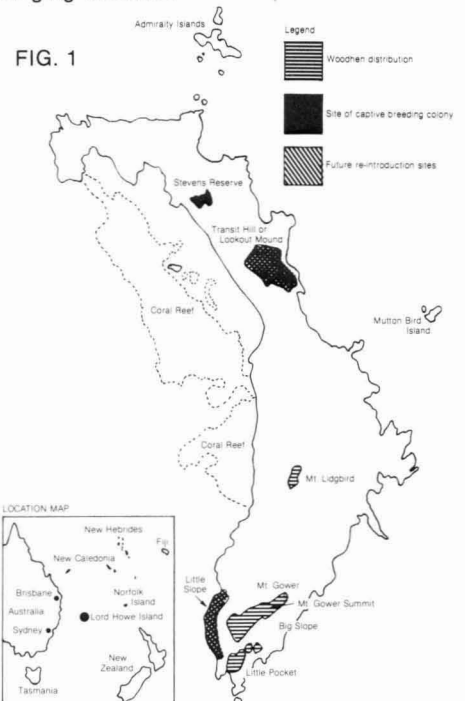 Admiralty Islands
FIG. 1
Legend
Woodhen distribution
Site of captive breeding colony
Future re-introduction sites
Stevens Reserve
Transit Hill or
Lookout Mound
Coral Reef
Mutton Bird
Island
Coral Reef
Mt. Lidgbird
LOCATION MAP
New Hebrides
Fiji
New Caledonia
Brisbane
Norfolk
Island
Australia
Lord Howe Island
Sydney
New
Zealand
Tasmania
Little
Slope
Mt. Gower
Mt. Gower Summit
Big Slope
Little Pocket